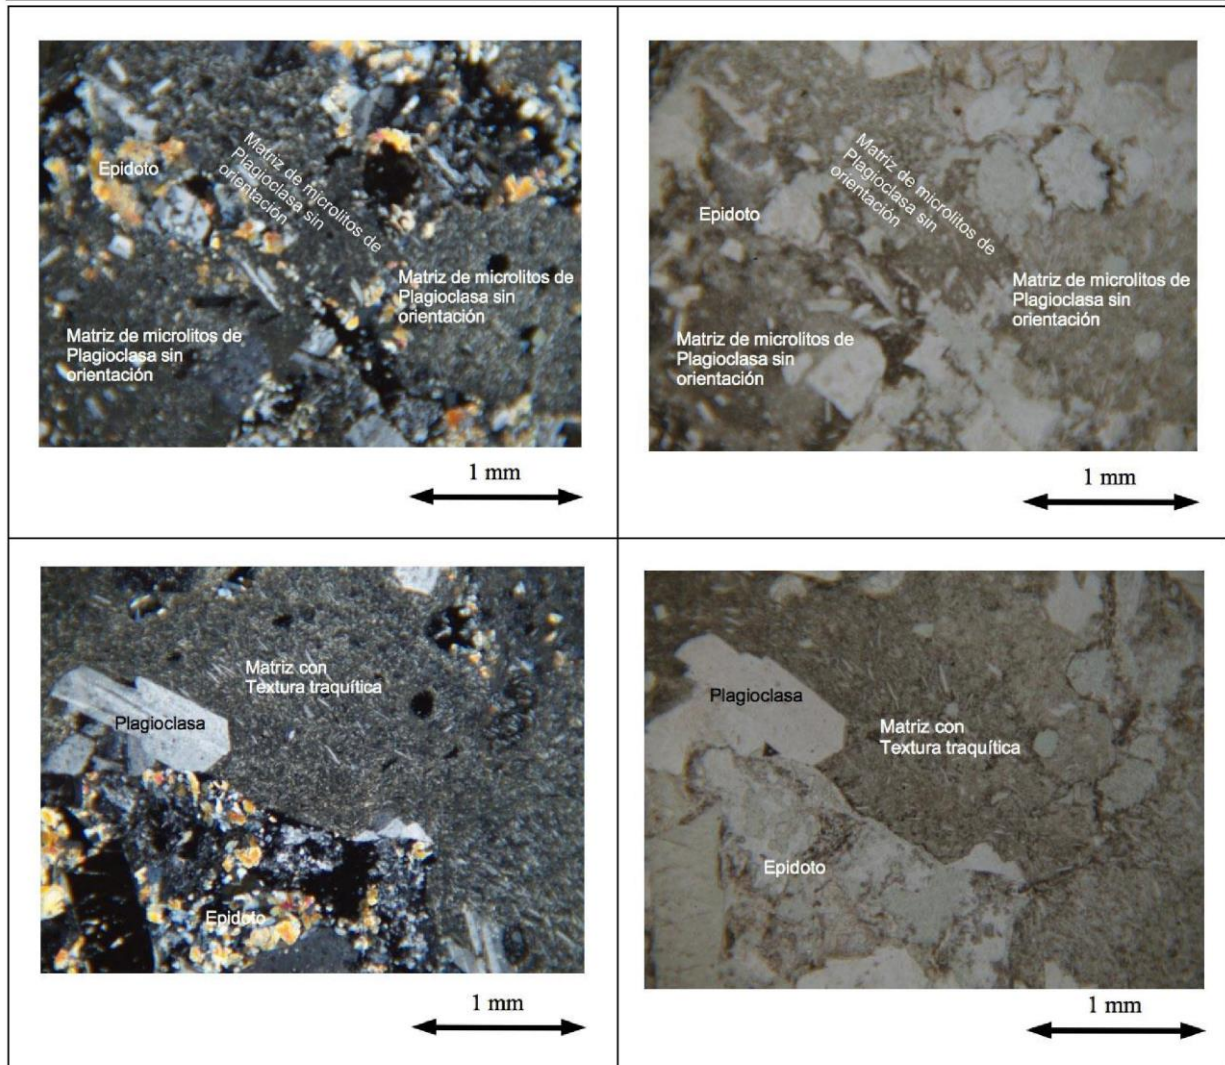 Epidoto
Matriz de microlitos de
Plagioclasa sin
orientación
Matriz de microlitos de
Plagioclasa sin
orientación
Matriz de microlitos de
Plagioclasa sin
orientación
1 mm
Epidoto
Matriz de microlitos de
Plagioclasa sin
orientación
Matriz de microlitos de
Plagioclasa sin
orientación
Matriz de microlitos de
Plagioclasa sin
orientación
1 mm
Matriz con
Textura traquítica
Plagioclasa
Epidoto
1 mm
Plagioclasa
Matriz con
Textura traquítica
Epidoto
1 mm